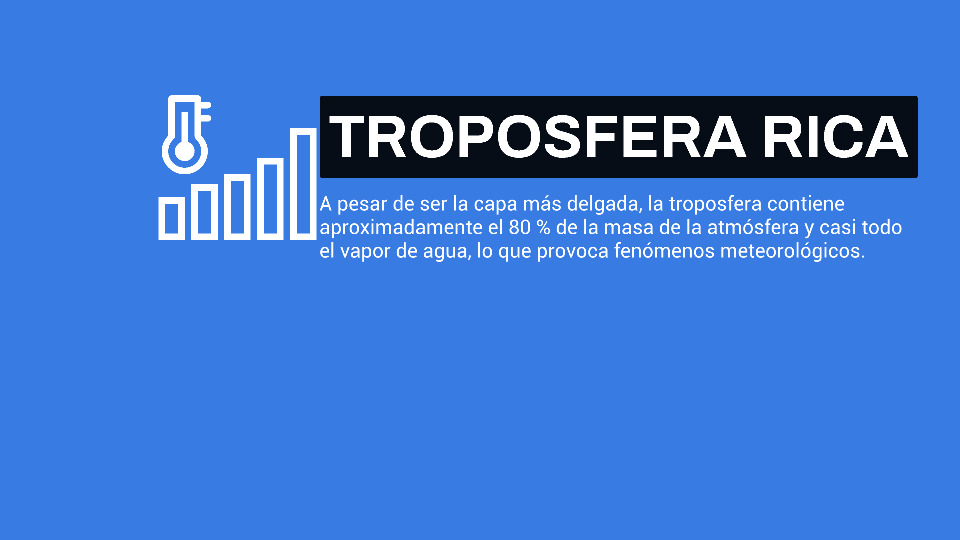 TROPOSFERA RICA
A pesar de ser la capa más delgada, la troposfera contiene
aproximadamente el 80 % de la masa de la atmósfera y casi todo
el vapor de agua, lo que provoca fenómenos meteorológicos.